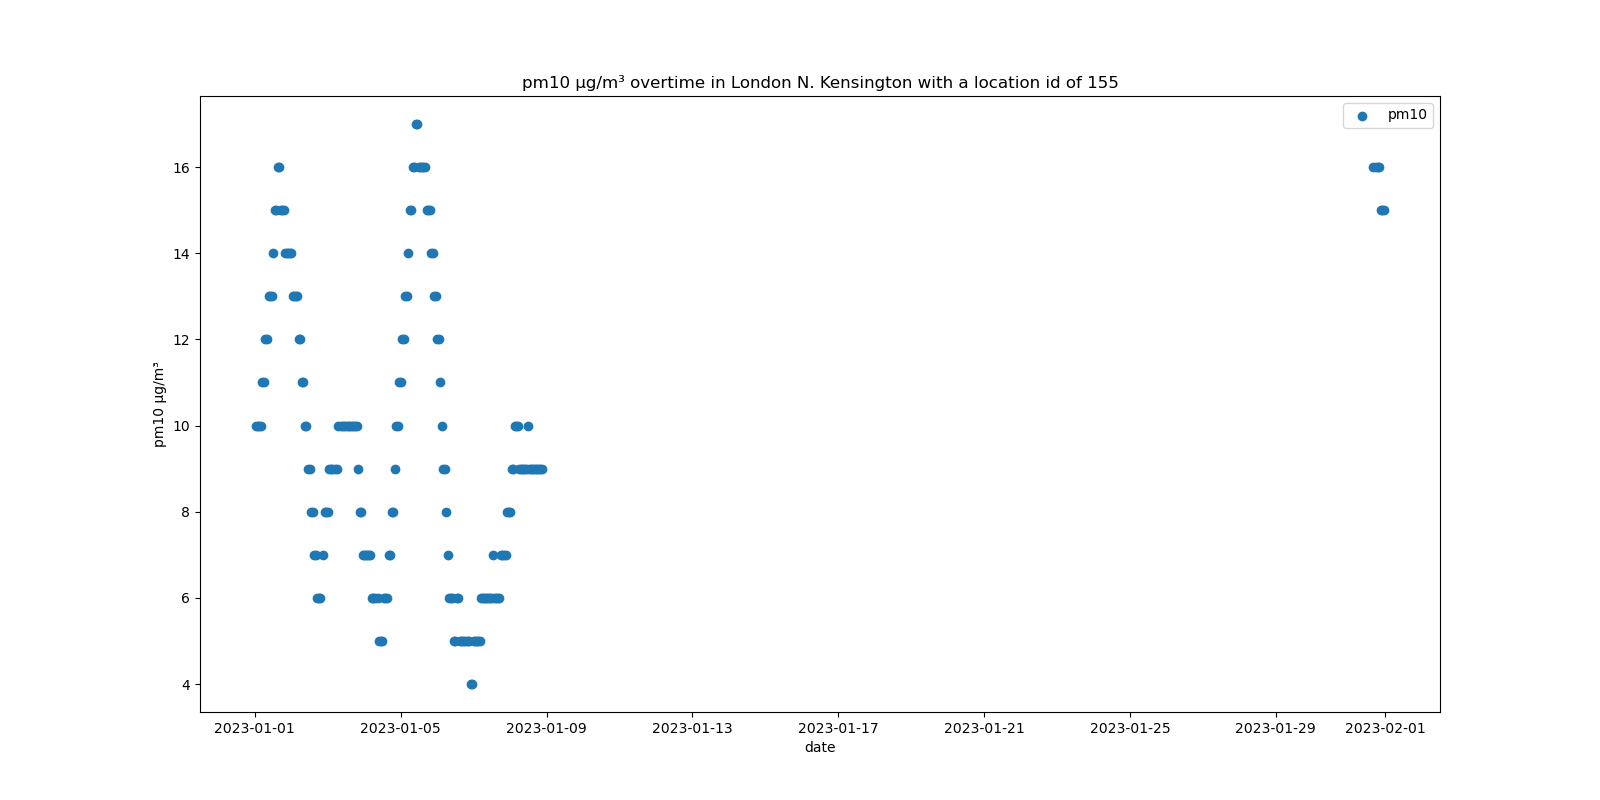 pm10 µg/m³ overtime in London N. Kensington with a location id of 155
pm10
16
14
12
10
8
6
4
pm10 µg/m³
2023-01-01 2023-01-05 2023-01-09 2023-01-13 2023-01-17 2023-01-21 2023-01-25 2023-01-29 2023-02-01
date